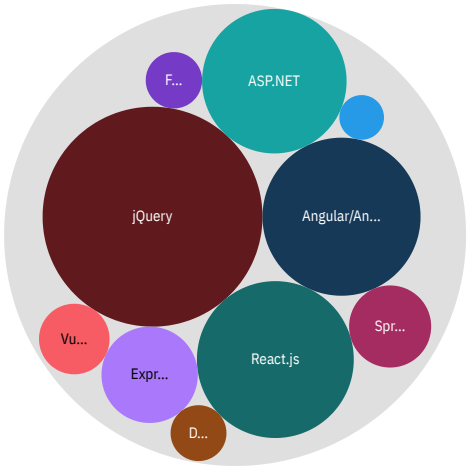 F...
ASP.NET
jQuery
Angular/An...
Spr...
Vu...
Expr...
React.js
D...